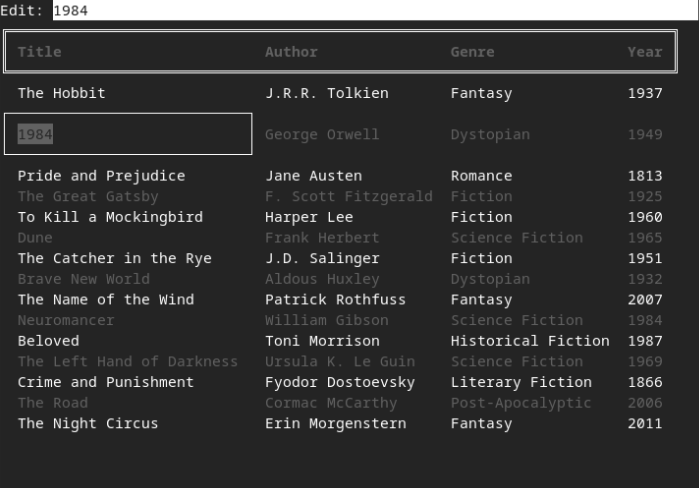 Edit: 1984
Title Author Genre Year
The Hobbit J.R.R. Tolkien Fantasy 1937
1984 George Orwell Dystopian 1949
Pride and Prejudice Jane Austen Romance 1813
The Great Gatsby F. Scott Fitzgerald Fiction 1925
To Kill a Mockingbird Harper Lee Fiction 1960
Dune Frank Herbert Science Fiction 1965
The Catcher in the Rye J.D. Salinger Fiction 1951
Brave New World Aldous Huxley Dystopian 1932
The Name of the Wind Patrick Rothfuss Fantasy 2007
Neuromancer William Gibson Science Fiction 1984
Beloved Toni Morrison Historical Fiction 1987
The Left Hand of Darkness Ursula K. Le Guin Science Fiction 1969
Crime and Punishment Fyodor Dostoevsky Literary Fiction 1866
The Road Cormac McCarthy Post-Apocalyptic 2006
The Night Circus Erin Morgenstern Fantasy 2011